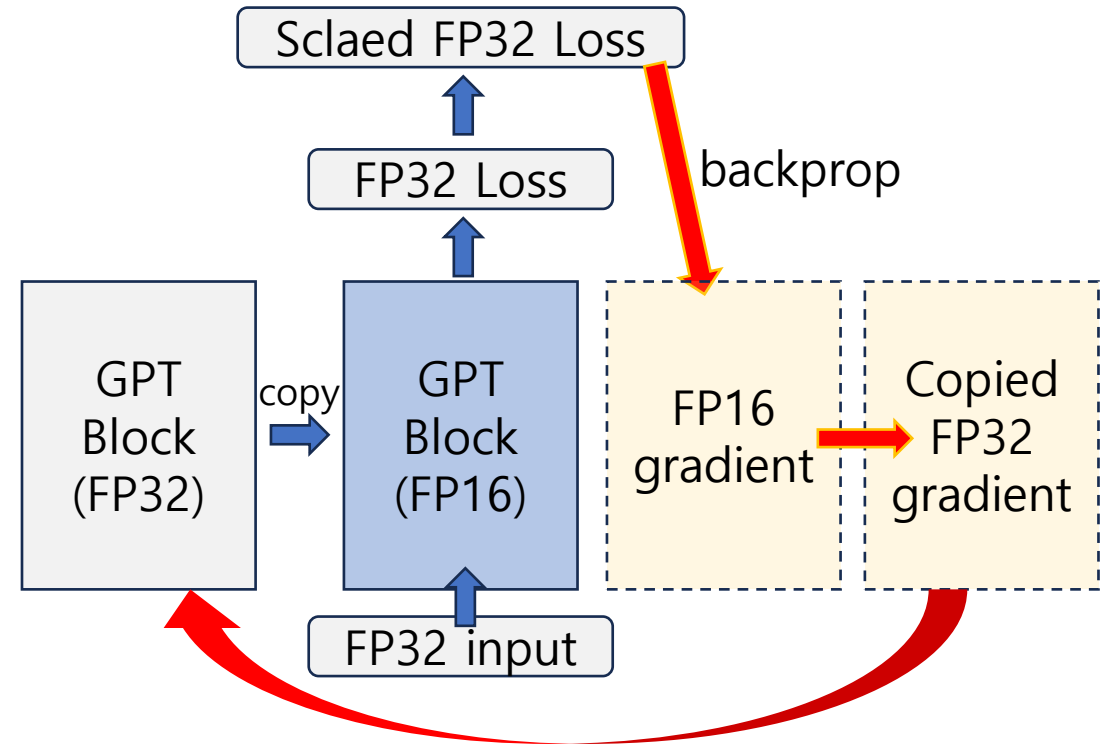 Sclaed FP32 Loss
FP32 Loss
backprop
GPT
Block
(FP32)
copy
GPT
Block
(FP16)
FP16
gradient
Copied
FP32
gradient
FP32 input